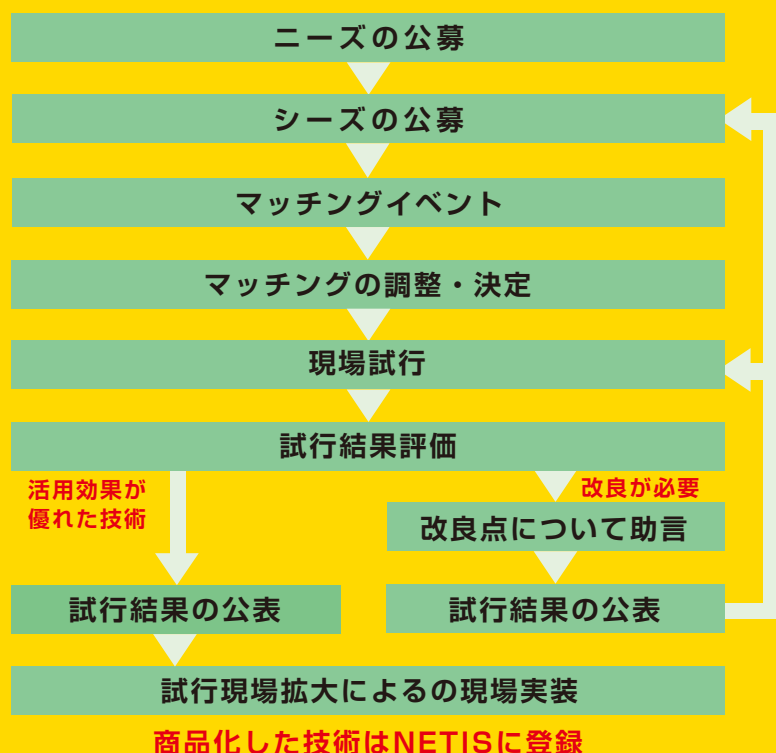 ニーズの公募
シーズの公募
マッチングイベント
マッチングの調整・決定
現場試行
試行結果評価
活用効果が
優れた技術
改良が必要
改良点について助言
試行結果の公表
試行結果の公表
試行現場拡大によるの現場実装
商品化した技術はNETISに登録